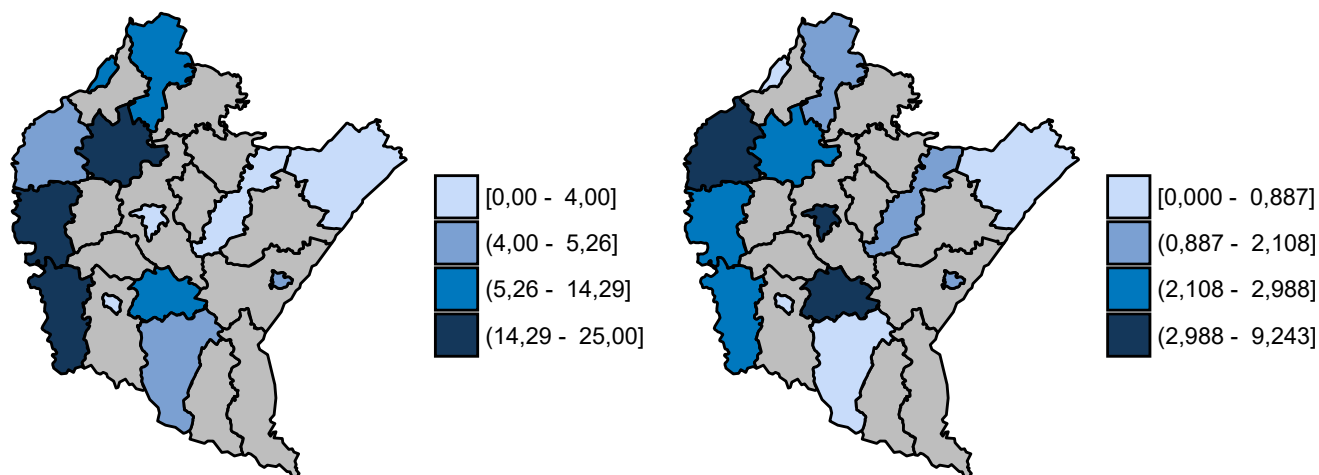 [0,00 - 4,00]
(4,00 - 5,26]
(5,26 - 14,29]
(14,29 - 25,00]
[0,000 - 0,887]
(0,887 - 2,108]
(2,108 - 2,988]
(2,988 - 9,243]